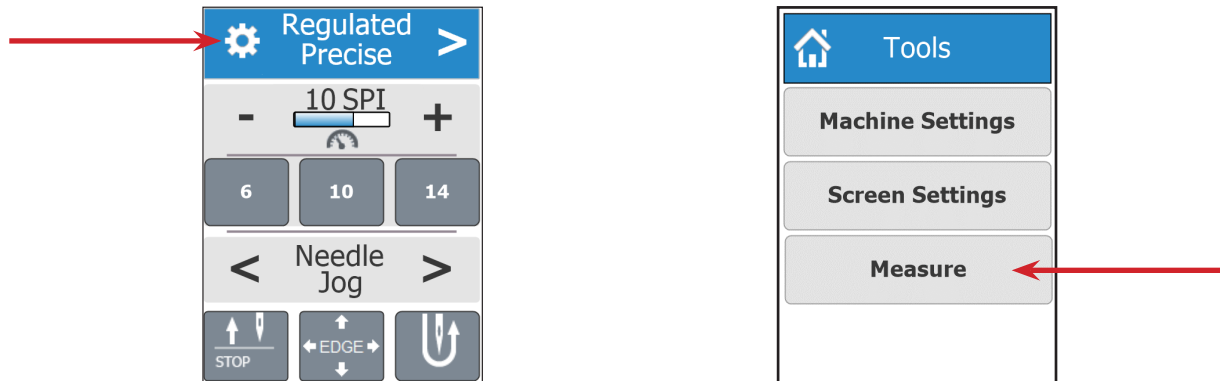 Regulated
Precise
>
- 10 SPI +
6 10 14
< Needle >
Jog
STOP
EDGE
Tools
Machine Settings
Screen Settings
Measure